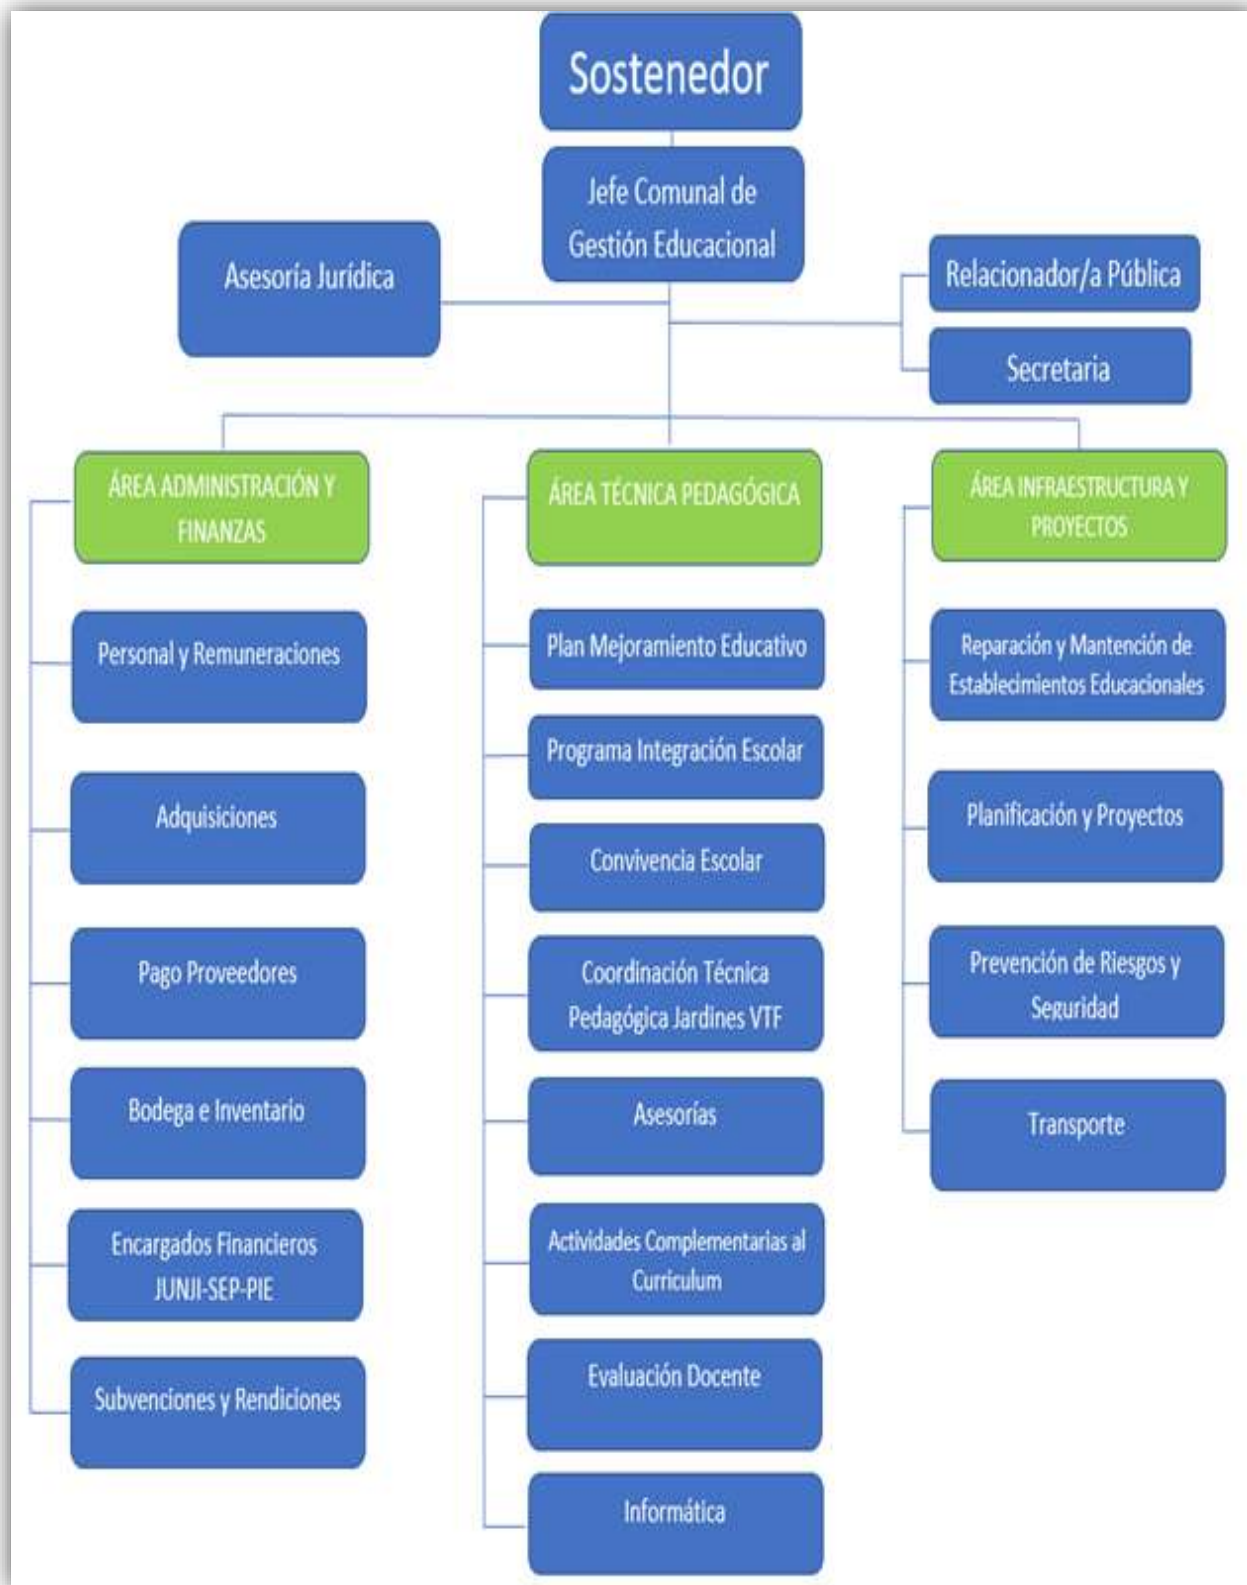 Sostenedor
Jefe Comunal de
Gestión Educacional
Asesoría Jurídica
Relacionador/a Pública
Secretaria
ÁREA ADMINISTRACIÓN Y
FINANZAS
Personal y Remuneraciones
Adquisiciones
Pago Proveedores
Bodega e Inventario
Encargados Financieros
JUNJI-SEP-PIE
Subvenciones y Rendiciones
ÁREA TÉCNICA PEDAGÓGICA
Plan Mejoramiento Educativo
Programa Integración Escolar
Convivencia Escolar
Coordinación Técnica
Pedagógica Jardines VTF
Asesorías
Actividades Complementarias al
Curriculum
Evaluación Docente
Informática
ÁREA INFRAESTRUCTURA Y
PROYECTOS
Reparación y Mantención de
Establecimientos Educacionales
Planificación y Proyectos
Prevención de Riesgos y
Seguridad
Transporte